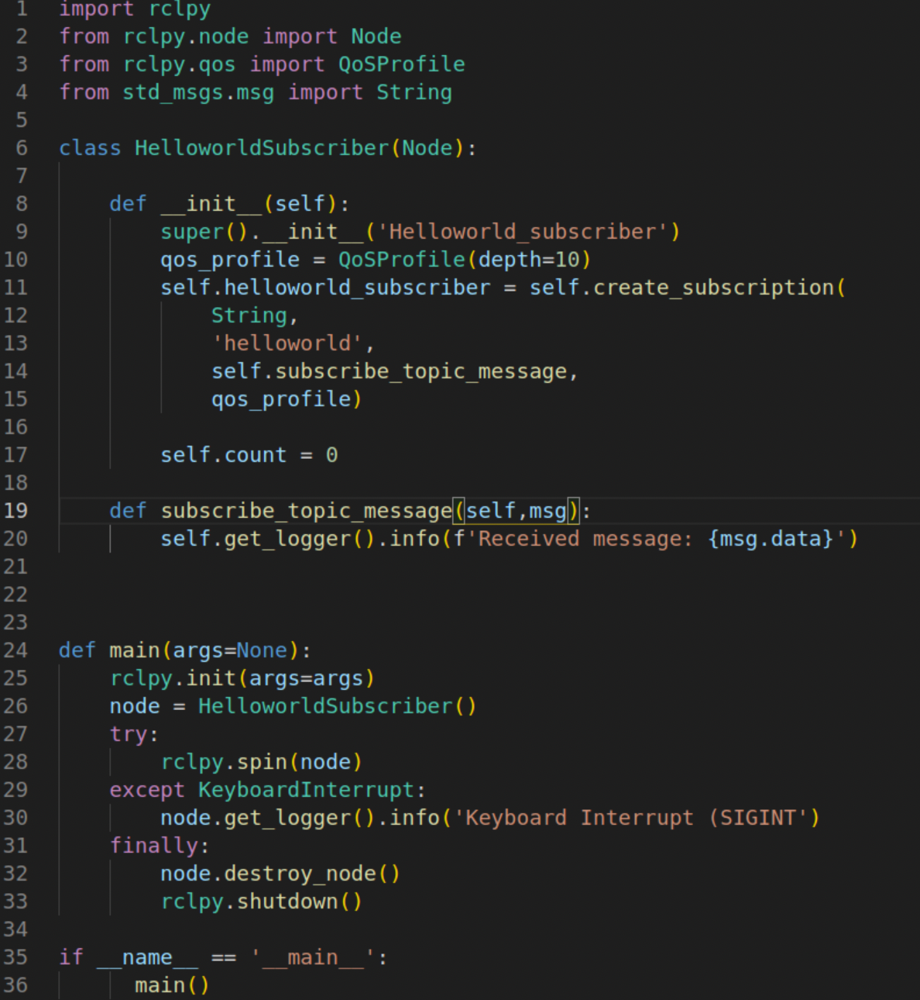 1 import rclpy
2 from rclpy.node import Node
3 from rclpy.qos import QoSProfile
4 from std_msgs.msg import String
5
6 class HelloworldSubscriber(Node):
7
8     def __init__(self):
9         super().__init__('Helloworld_subscriber')
10         qos_profile = QoSProfile(depth=10)
11         self.helloworld_subscriber = self.create_subscription(
12             String,
13             'helloworld',
14             self.subscribe_topic_message,
15             qos_profile)
16
17         self.count = 0
18
19     def subscribe_topic_message(self,msg):
20         self.get_logger().info(f'Received message: {msg.data}')
21
22
23
24 def main(args=None):
25     rclpy.init(args=args)
26     node = HelloworldSubscriber()
27     try:
28         rclpy.spin(node)
29     except KeyboardInterrupt:
30         node.get_logger().info('Keyboard Interrupt (SIGINT')
31     finally:
32         node.destroy_node()
33         rclpy.shutdown()
34
35 if __name__ == '__main__':
36       main()